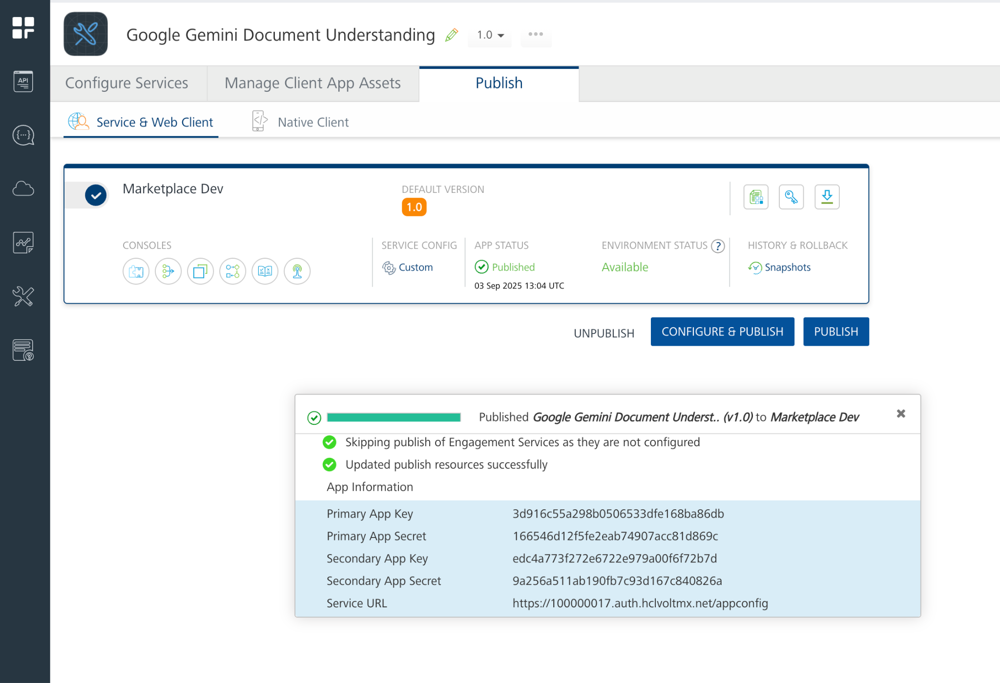 Google Gemini Document Understanding 1.0
API
Configure Services Manage Client App Assets Publish
Service & Web Client Native Client
Marketplace Dev
DEFAULT VERSION
1.0
CONSOLES SERVICE CONFIG APP STATUS ENVIRONMENT STATUS ? HISTORY & ROLLBACK
Custom Published Available Snapshots
03 Sep 2025 13:04 UTC
UNPUBLISH CONFIGURE & PUBLISH PUBLISH
Published Google Gemini Document Underst.. (v1.0) to Marketplace Dev
Skipping publish of Engagement Services as they are not configured
Updated publish resources successfully
App Information
Primary App Key 3d916c55a298b0506533dfe168ba86db
Primary App Secret 166546d12f5fe2eab74907acc81d869c
Secondary App Key edc4a773f272e6722e979a00f6f72b7d
Secondary App Secret 9a256a511ab190fb7c93d167c840826a
Service URL https://100000017.auth.hclvoltmx.net/appconfig